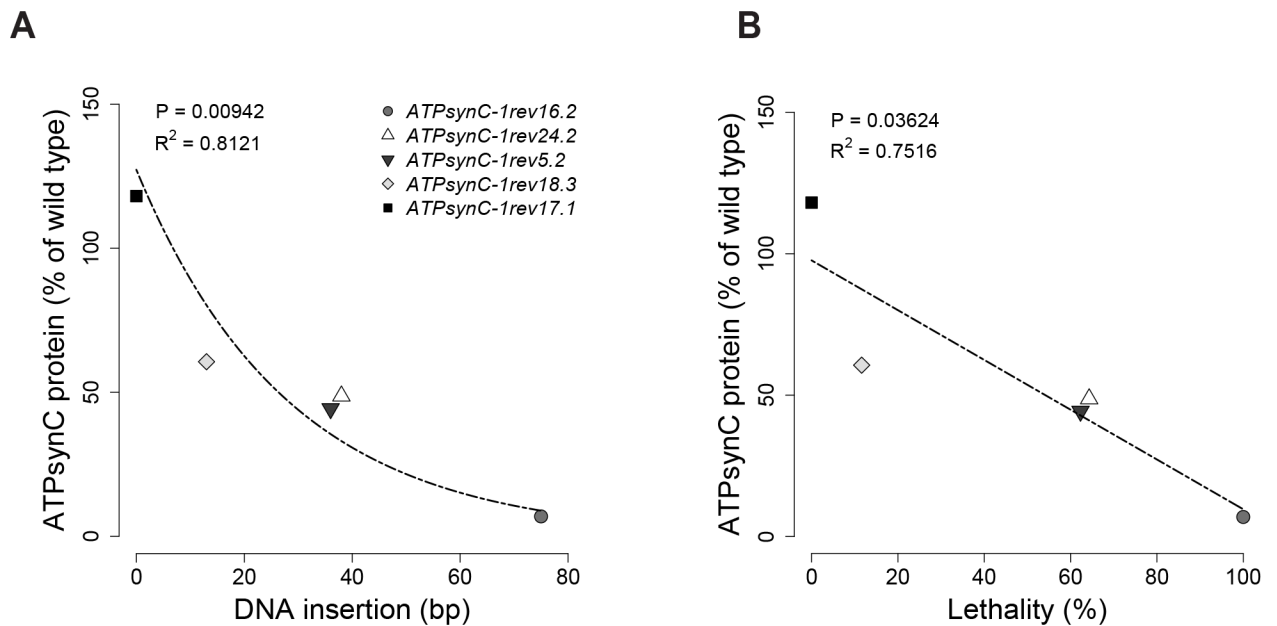 A
ATPsynC protein (% of wild type)
150
100
50
0
P = 0.00942
R² = 0.8121
ATPsynC-1rev16.2
ATPsynC-1rev24.2
ATPsynC-1rev5.2
ATPsynC-1rev18.3
ATPsynC-1rev17.1
0 20 40 60 80
DNA insertion (bp)
B
ATPsynC protein (% of wild type)
150
100
50
0
P = 0.03624
R² = 0.7516
0 20 40 60 80 100
Lethality (%)